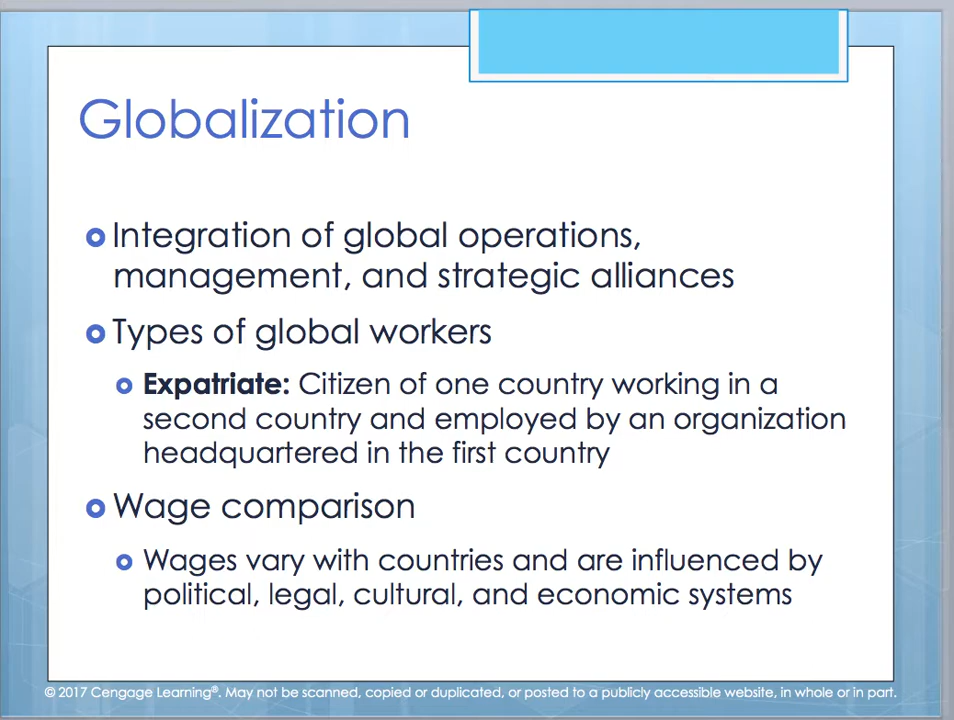 Globalization
Integration of global operations,
management, and strategic alliances
Types of global workers
Expatriate: Citizen of one country working in a
second country and employed by an organization
headquartered in the first country
Wage comparison
Wages vary with countries and are influenced by
political, legal, cultural, and economic systems
© 2017 Cengage Learning®. May not be scanned, copied or duplicated, or posted to a publicly accessible website, in whole or in part.